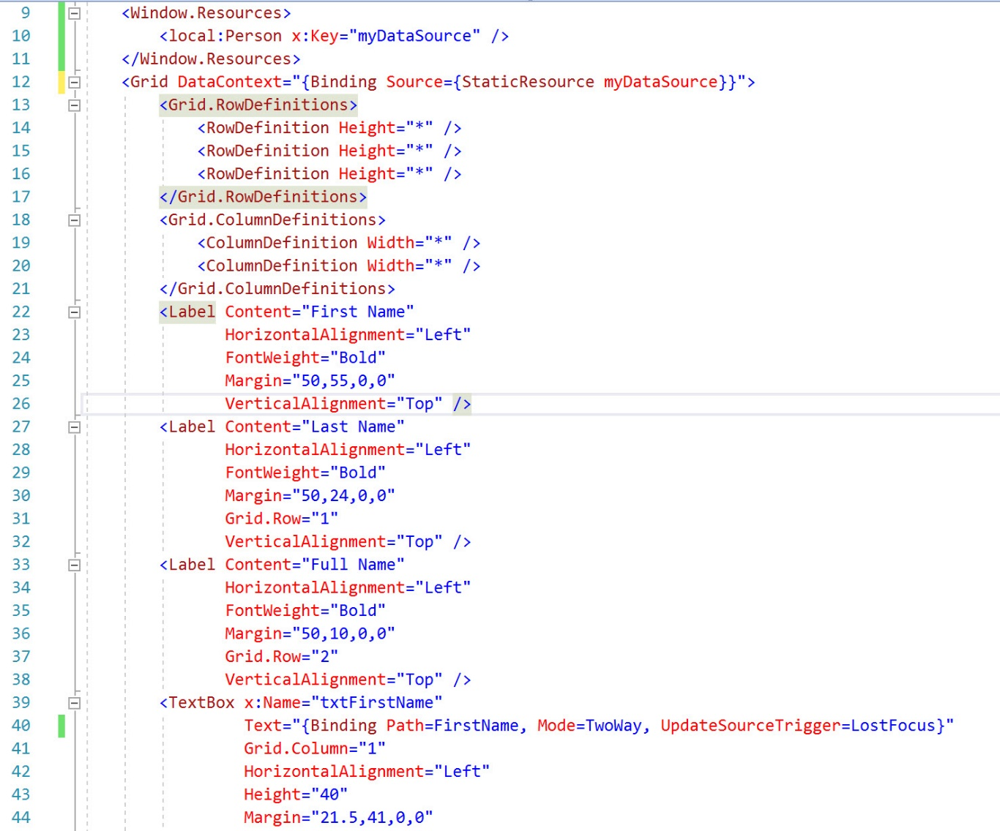 9 <Window.Resources>
10 <local:Person x:Key="myDataSource" />
11 </Window.Resources>
12 <Grid DataContext="{Binding Source={StaticResource myDataSource}}">
13 <Grid.RowDefinitions>
14 <RowDefinition Height="*" />
15 <RowDefinition Height="*" />
16 <RowDefinition Height="*" />
17 </Grid.RowDefinitions>
18 <Grid.ColumnDefinitions>
19 <ColumnDefinition Width="*" />
20 <ColumnDefinition Width="*" />
21 </Grid.ColumnDefinitions>
22 <Label Content="First Name"
23 HorizontalAlignment="Left"
24 FontWeight="Bold"
25 Margin="50,55,0,0"
26 VerticalAlignment="Top" />
27 <Label Content="Last Name"
28 HorizontalAlignment="Left"
29 FontWeight="Bold"
30 Margin="50,24,0,0"
31 Grid.Row="1"
32 VerticalAlignment="Top" />
33 <Label Content="Full Name"
34 HorizontalAlignment="Left"
35 FontWeight="Bold"
36 Margin="50,10,0,0"
37 Grid.Row="2"
38 VerticalAlignment="Top" />
39 <TextBox x:Name="txtFirstName"
40 Text="{Binding Path=FirstName, Mode=TwoWay, UpdateSourceTrigger=LostFocus}"
41 Grid.Column="1"
42 HorizontalAlignment="Left"
43 Height="40"
44 Margin="21.5,41,0,0"